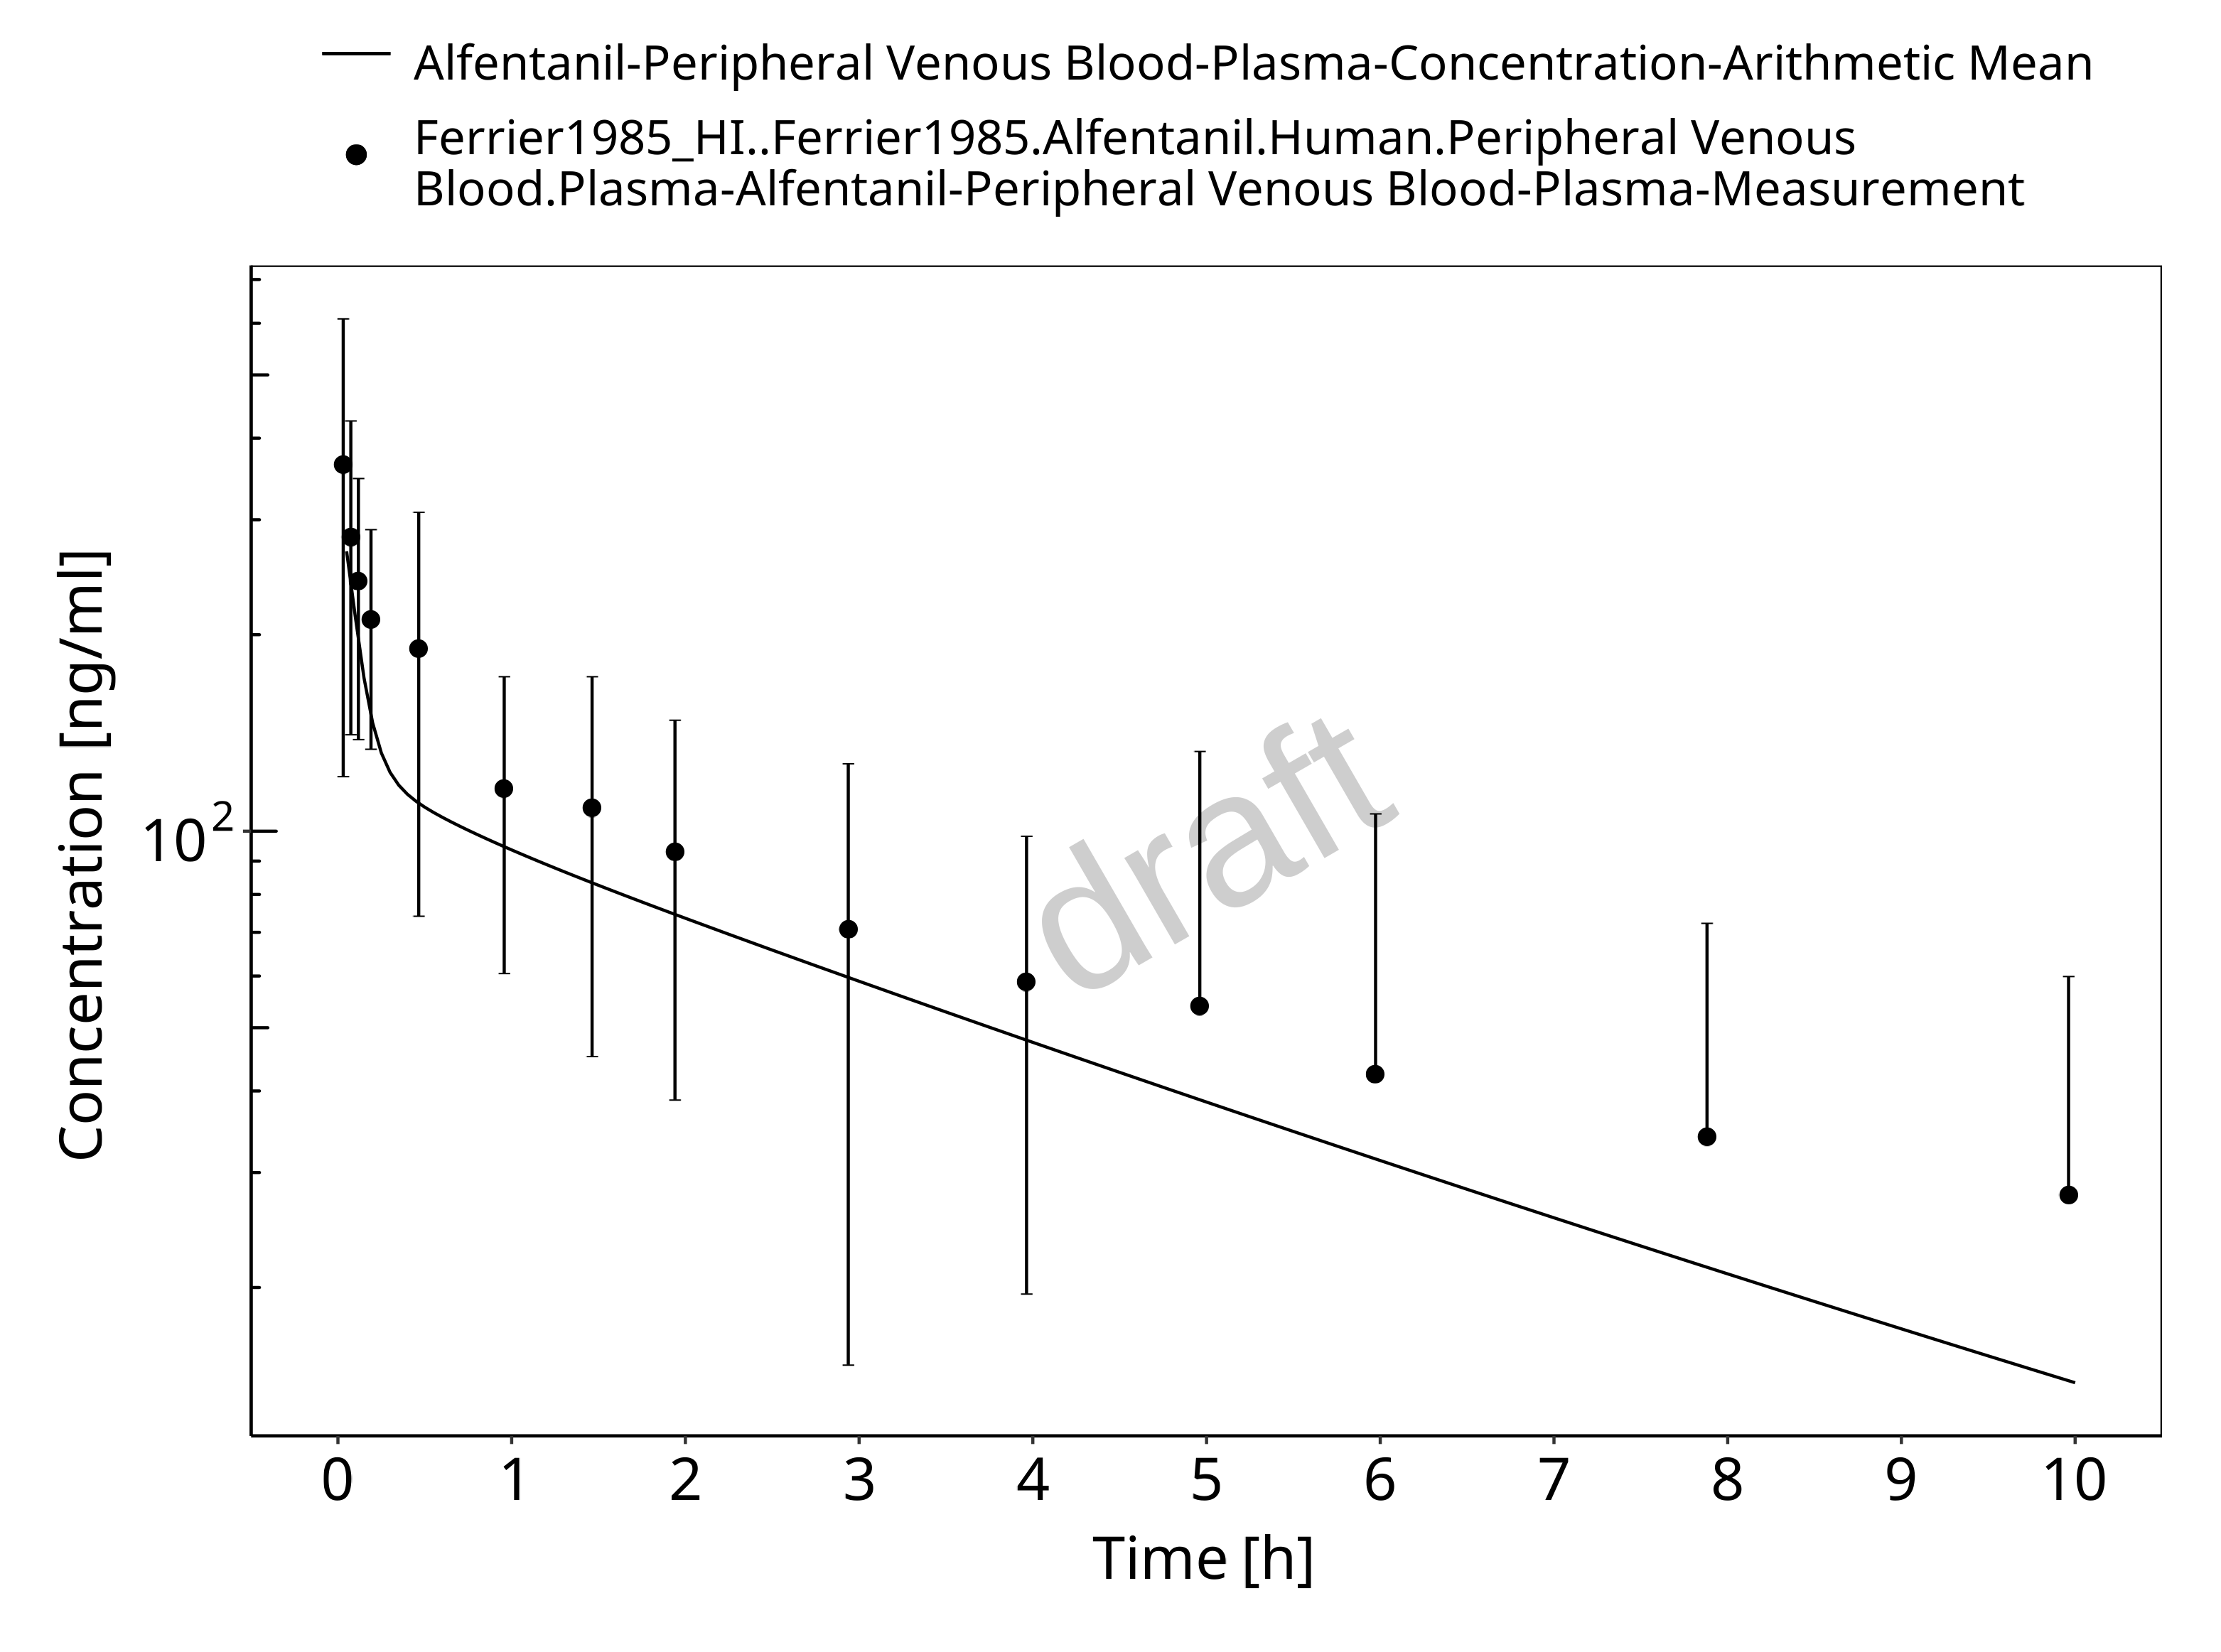 Alfentanil-Peripheral Venous Blood-Plasma-Concentration-Arithmetic Mean
Ferrier1985_HI..Ferrier1985.Alfentanil.Human.Peripheral Venous
Blood.Plasma-Alfentanil-Peripheral Venous Blood-Plasma-Measurement
Concentration [ng/ml]
10²
draft
0 1 2 3 4 5 6 7 8 9 10
Time [h]